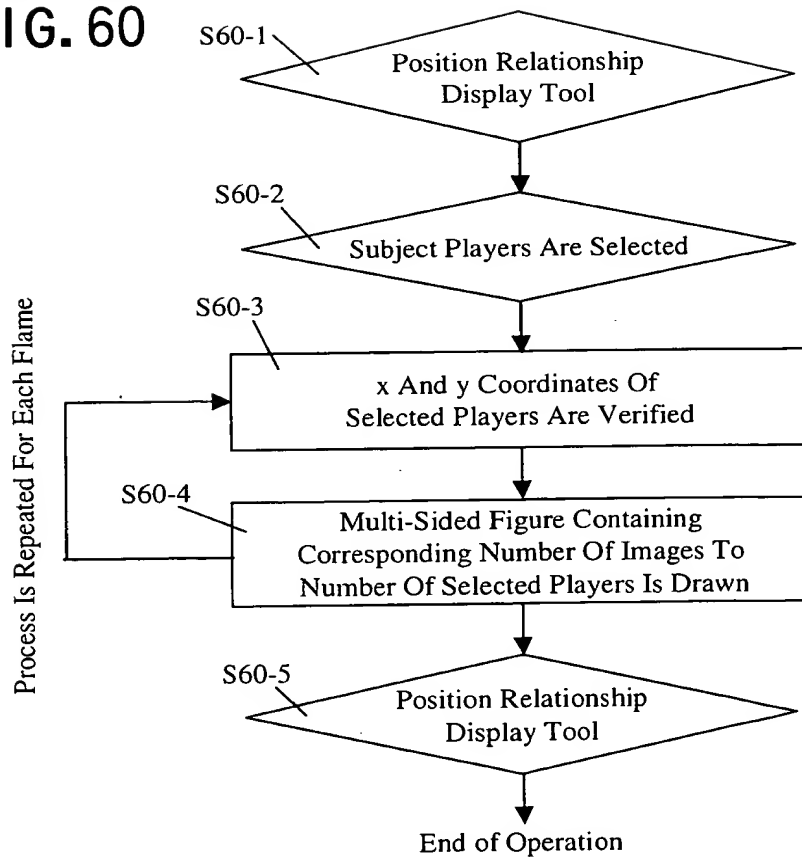 IG. 60
S60-1
Position Relationship
Display Tool
S60-2
Subject Players Are Selected
S60-3
x And y Coordinates Of
Selected Players Are Verified
Process Is Repeated For Each Flame
S60-4
Multi-Sided Figure Containing
Corresponding Number Of Images To
Number Of Selected Players Is Drawn
S60-5
Position Relationship
Display Tool
End of Operation